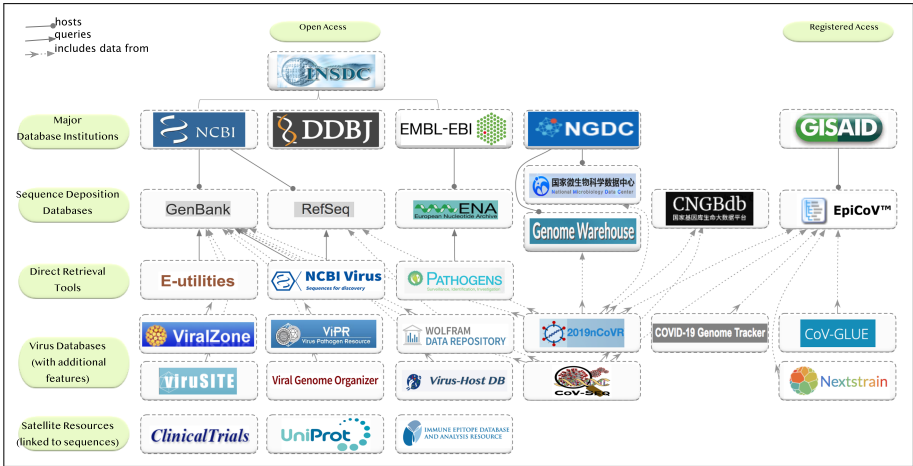 hosts
queries
includes data from
Open Acess
Registered Acess
INSDC
Major
Database Institutions
NCBI
DDBJ
EMBL-EBI
NGDC
GISAID
Sequence Deposition
Databases
GenBank
RefSeq
ENA
European Nucleotide Archive
国家微生物科学数据中心
National Microbiology Data Center
Genome Warehouse
CNGBdb
国家基因库生命大数据平台
EpiCoV™
Direct Retrieval
Tools
E-utilities
NCBI Virus
Sequences for discovery
PATHOGENS
Surveillance, Identification, Investigation
Virus Databases
(with additional
features)
ViralZone
ViPR
Virus Pathogen Resource
WOLFRAM
DATA REPOSITORY
2019nCoVR
COVID-19 Genome Tracker
CoV-GLUE
viruSITE
Viral Genome Organizer
Virus-Host DB
CoV-Seq
Nextstrain
Satellite Resources
(linked to sequences)
ClinicalTrials
UniProt
IMMUNE EPITOPE DATABASE
AND ANALYSIS RESOURCE